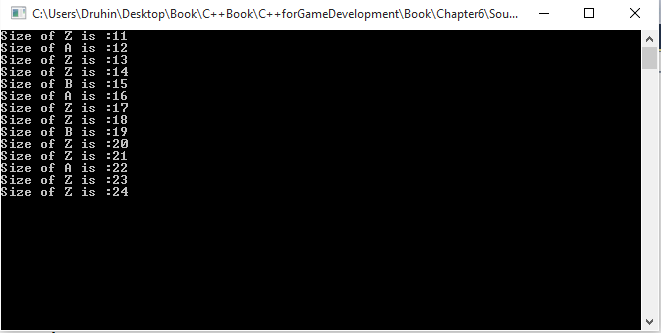 C:\Users\Druhin\Desktop\Book\C++Book\C++forGameDevelopment\Book\Chapter6\Sou...
Size of Z is :11
Size of A is :12
Size of Z is :13
Size of Z is :14
Size of B is :15
Size of A is :16
Size of Z is :17
Size of Z is :18
Size of B is :19
Size of Z is :20
Size of Z is :21
Size of A is :22
Size of Z is :23
Size of Z is :24